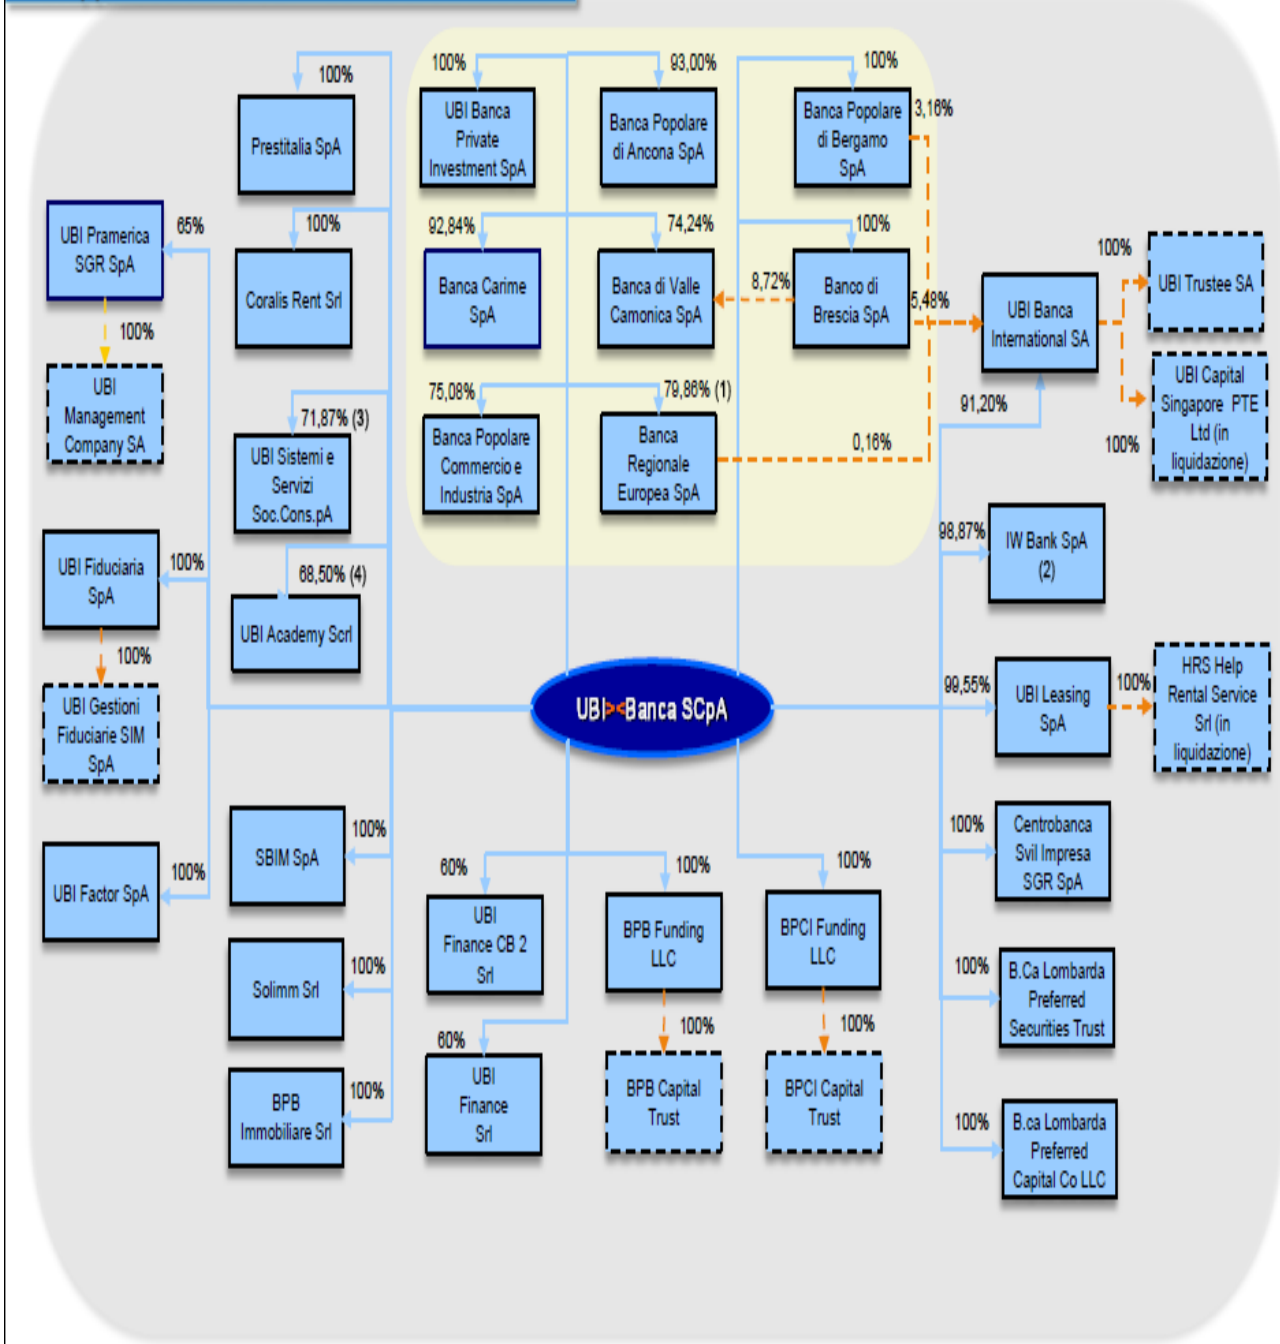 100%
Prestitalia SpA
100%
UBI Banca
Private
Investment SpA
93,00%
Banca Popolare
di Ancona SpA
100%
Banca Popolare
di Bergamo
SpA
3,16%
65%
UBI Pramerica
SGR SpA
100%
UBI
Management
Company SA
100%
Coralis Rent Srl
92,84%
Banca Carime
SpA
74,24%
Banca di Valle
Camonica SpA
8,72%
100%
Banco di
Brescia SpA
5,48%
UBI Banca
International SA
91,20%
100%
UBI Trustee SA
100%
UBI Capital
Singapore PTE
Ltd (in
liquidazione)
71,87% (3)
UBI Sistemi e
Servizi
Soc.Cons.pA
75,08%
Banca Popolare
Commercio e
Industria SpA
79,86% (1)
Banca
Regionale
Europea SpA
0,16%
98,87%
IW Bank SpA
(2)
100%
UBI Fiduciaria
SpA
100%
UBI Gestioni
Fiduciarie SIM
SpA
68,50% (4)
UBI Academy Scrl
UBI><Banca SCpA
99,55%
UBI Leasing
SpA
100%
HRS Help
Rental Service
Srl (in
liquidazione)
100%
UBI Factor SpA
100%
SBIM SpA
60%
UBI
Finance CB 2
Srl
100%
BPB Funding
LLC
100%
BPCI Funding
LLC
100%
Centrobanca
Svil Impresa
SGR SpA
100%
Solimm Srl
100%
B.Ca Lombarda
Preferred
Securities Trust
100%
BPB
Immobiliare Srl
60%
UBI
Finance
Srl
100%
BPB Capital
Trust
100%
BPCI Capital
Trust
100%
B.ca Lombarda
Preferred
Capital Co LLC